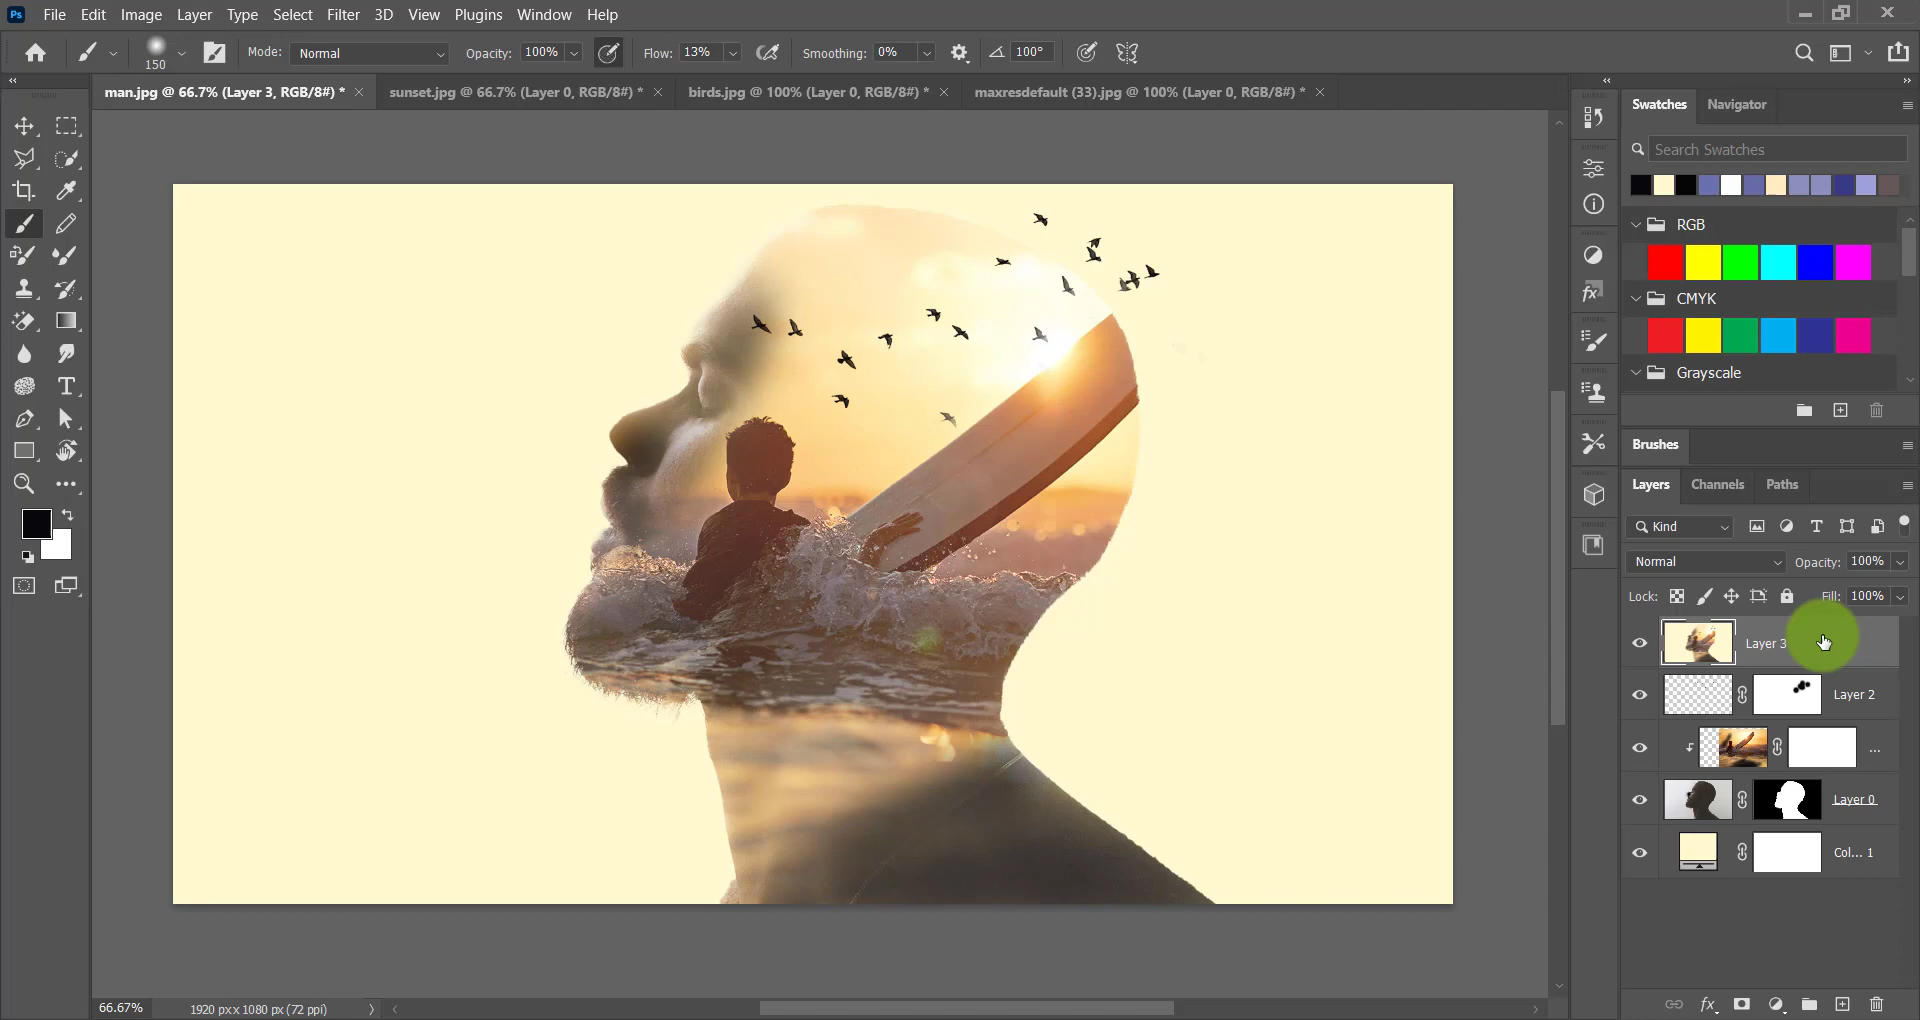 Ps File Edit Image Layer Type Select Filter 3D View Plugins Window Help
150 Mode: Normal Opacity: 100% Flow: 13% Smoothing: 0% 100°
man.jpg @ 66.7% (Layer 3, RGB/8#) * sunset.jpg @ 66.7% (Layer 0, RGB/8#) * birds.jpg @ 100% (Layer 0, RGB/8#) * maxresdefault (33).jpg @ 100% (Layer 0, RGB/8#) *
Swatches Navigator
Search Swatches
RGB
CMYK
Grayscale
Brushes
Layers Channels Paths
Kind
Normal Opacity: 100%
Lock: Fill: 100%
Layer 3
Layer 2
...
Layer 0
Col... 1
66.67% 1920 px x 1080 px (72 ppi)